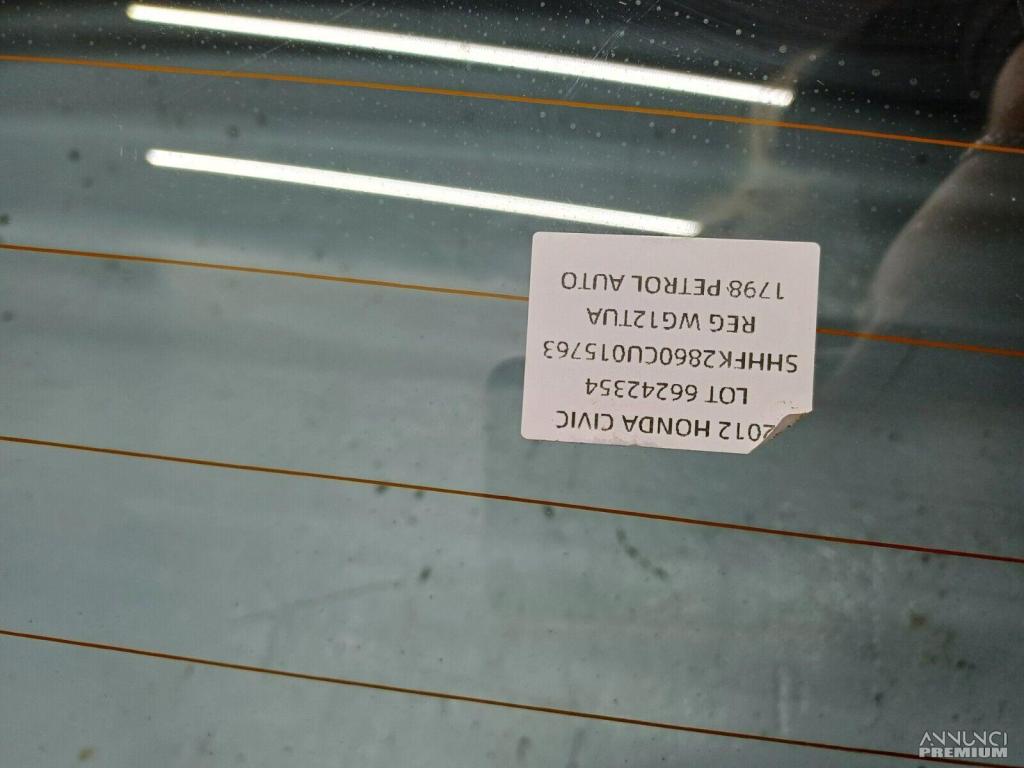 2012 HONDA CIVIC
LOT 66242354
SHHFK2860CU015763
REG WG12TUA
1798 PETROL AUTO
ANNUNCI
PREMIUM